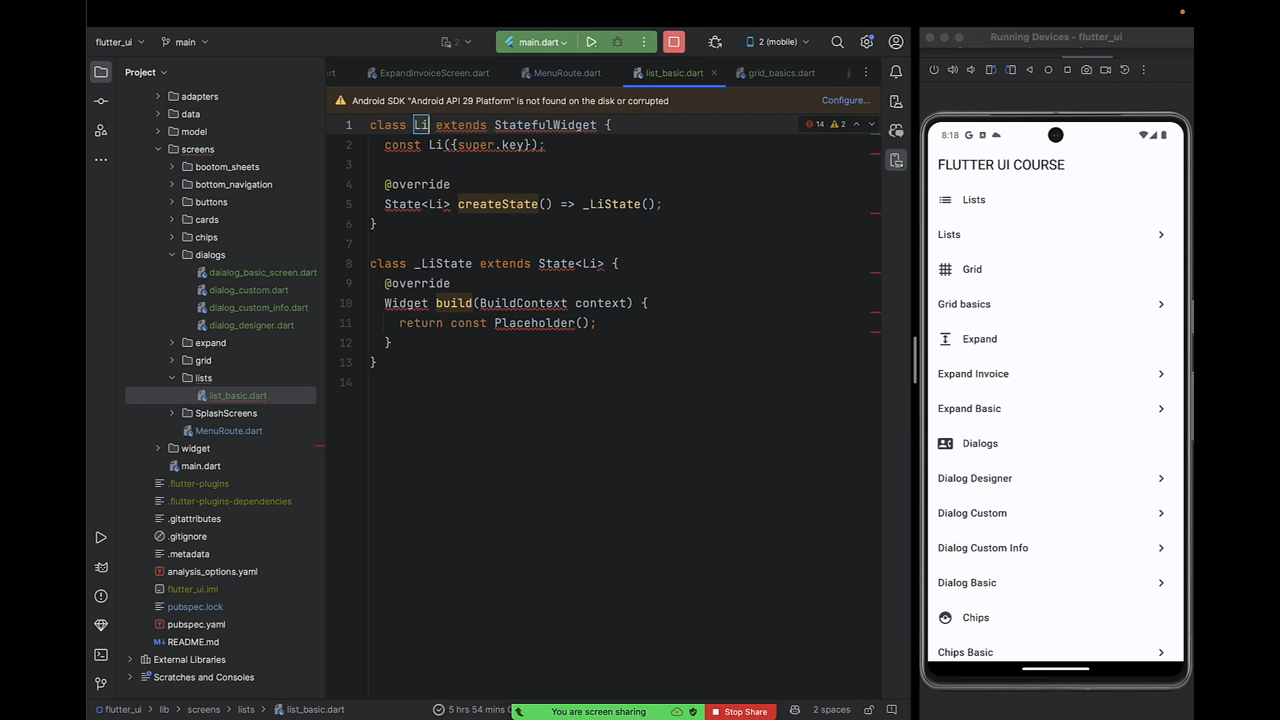 flutter_ui
main
2
main.dart
2 (mobile)
Running Devices - flutter_ui
Project
rt
ExpandInvoiceScreen.dart
MenuRoute.dart
list_basic.dart
grid_basics.dart
Android SDK "Android API 29 Platform" is not found on the disk or corrupted
Configure...
adapters
data
model
screens
bootom_sheets
bottom_navigation
buttons
cards
chips
dialogs
daialog_basic_screen.dart
dialog_custom.dart
dialog_custom_info.dart
dialog_designer.dart
expand
grid
lists
list_basic.dart
SplashScreens
MenuRoute.dart
widget
main.dart
.flutter-plugins
.flutter-plugins-dependencies
.gitattributes
.gitignore
.metadata
analysis_options.yaml
flutter_ui.iml
pubspec.lock
pubspec.yaml
README.md
External Libraries
Scratches and Consoles
14 2
1 class Li extends StatefulWidget {
2 const Li({super.key});
3
4 @override
5 State<Li> createState() => _LiState();
6 }
7
8 class _LiState extends State<Li> {
9 @override
10 Widget build(BuildContext context) {
11 return const Placeholder();
12 }
13 }
14
8:18
FLUTTER UI COURSE
Lists
Lists
Grid
Grid basics
Expand
Expand Invoice
Expand Basic
Dialogs
Dialog Designer
Dialog Custom
Dialog Custom Info
Dialog Basic
Chips
Chips Basic
flutter_ui > lib > screens > lists > list_basic.dart
5 hrs 54 mins
You are screen sharing
Stop Share
2 spaces